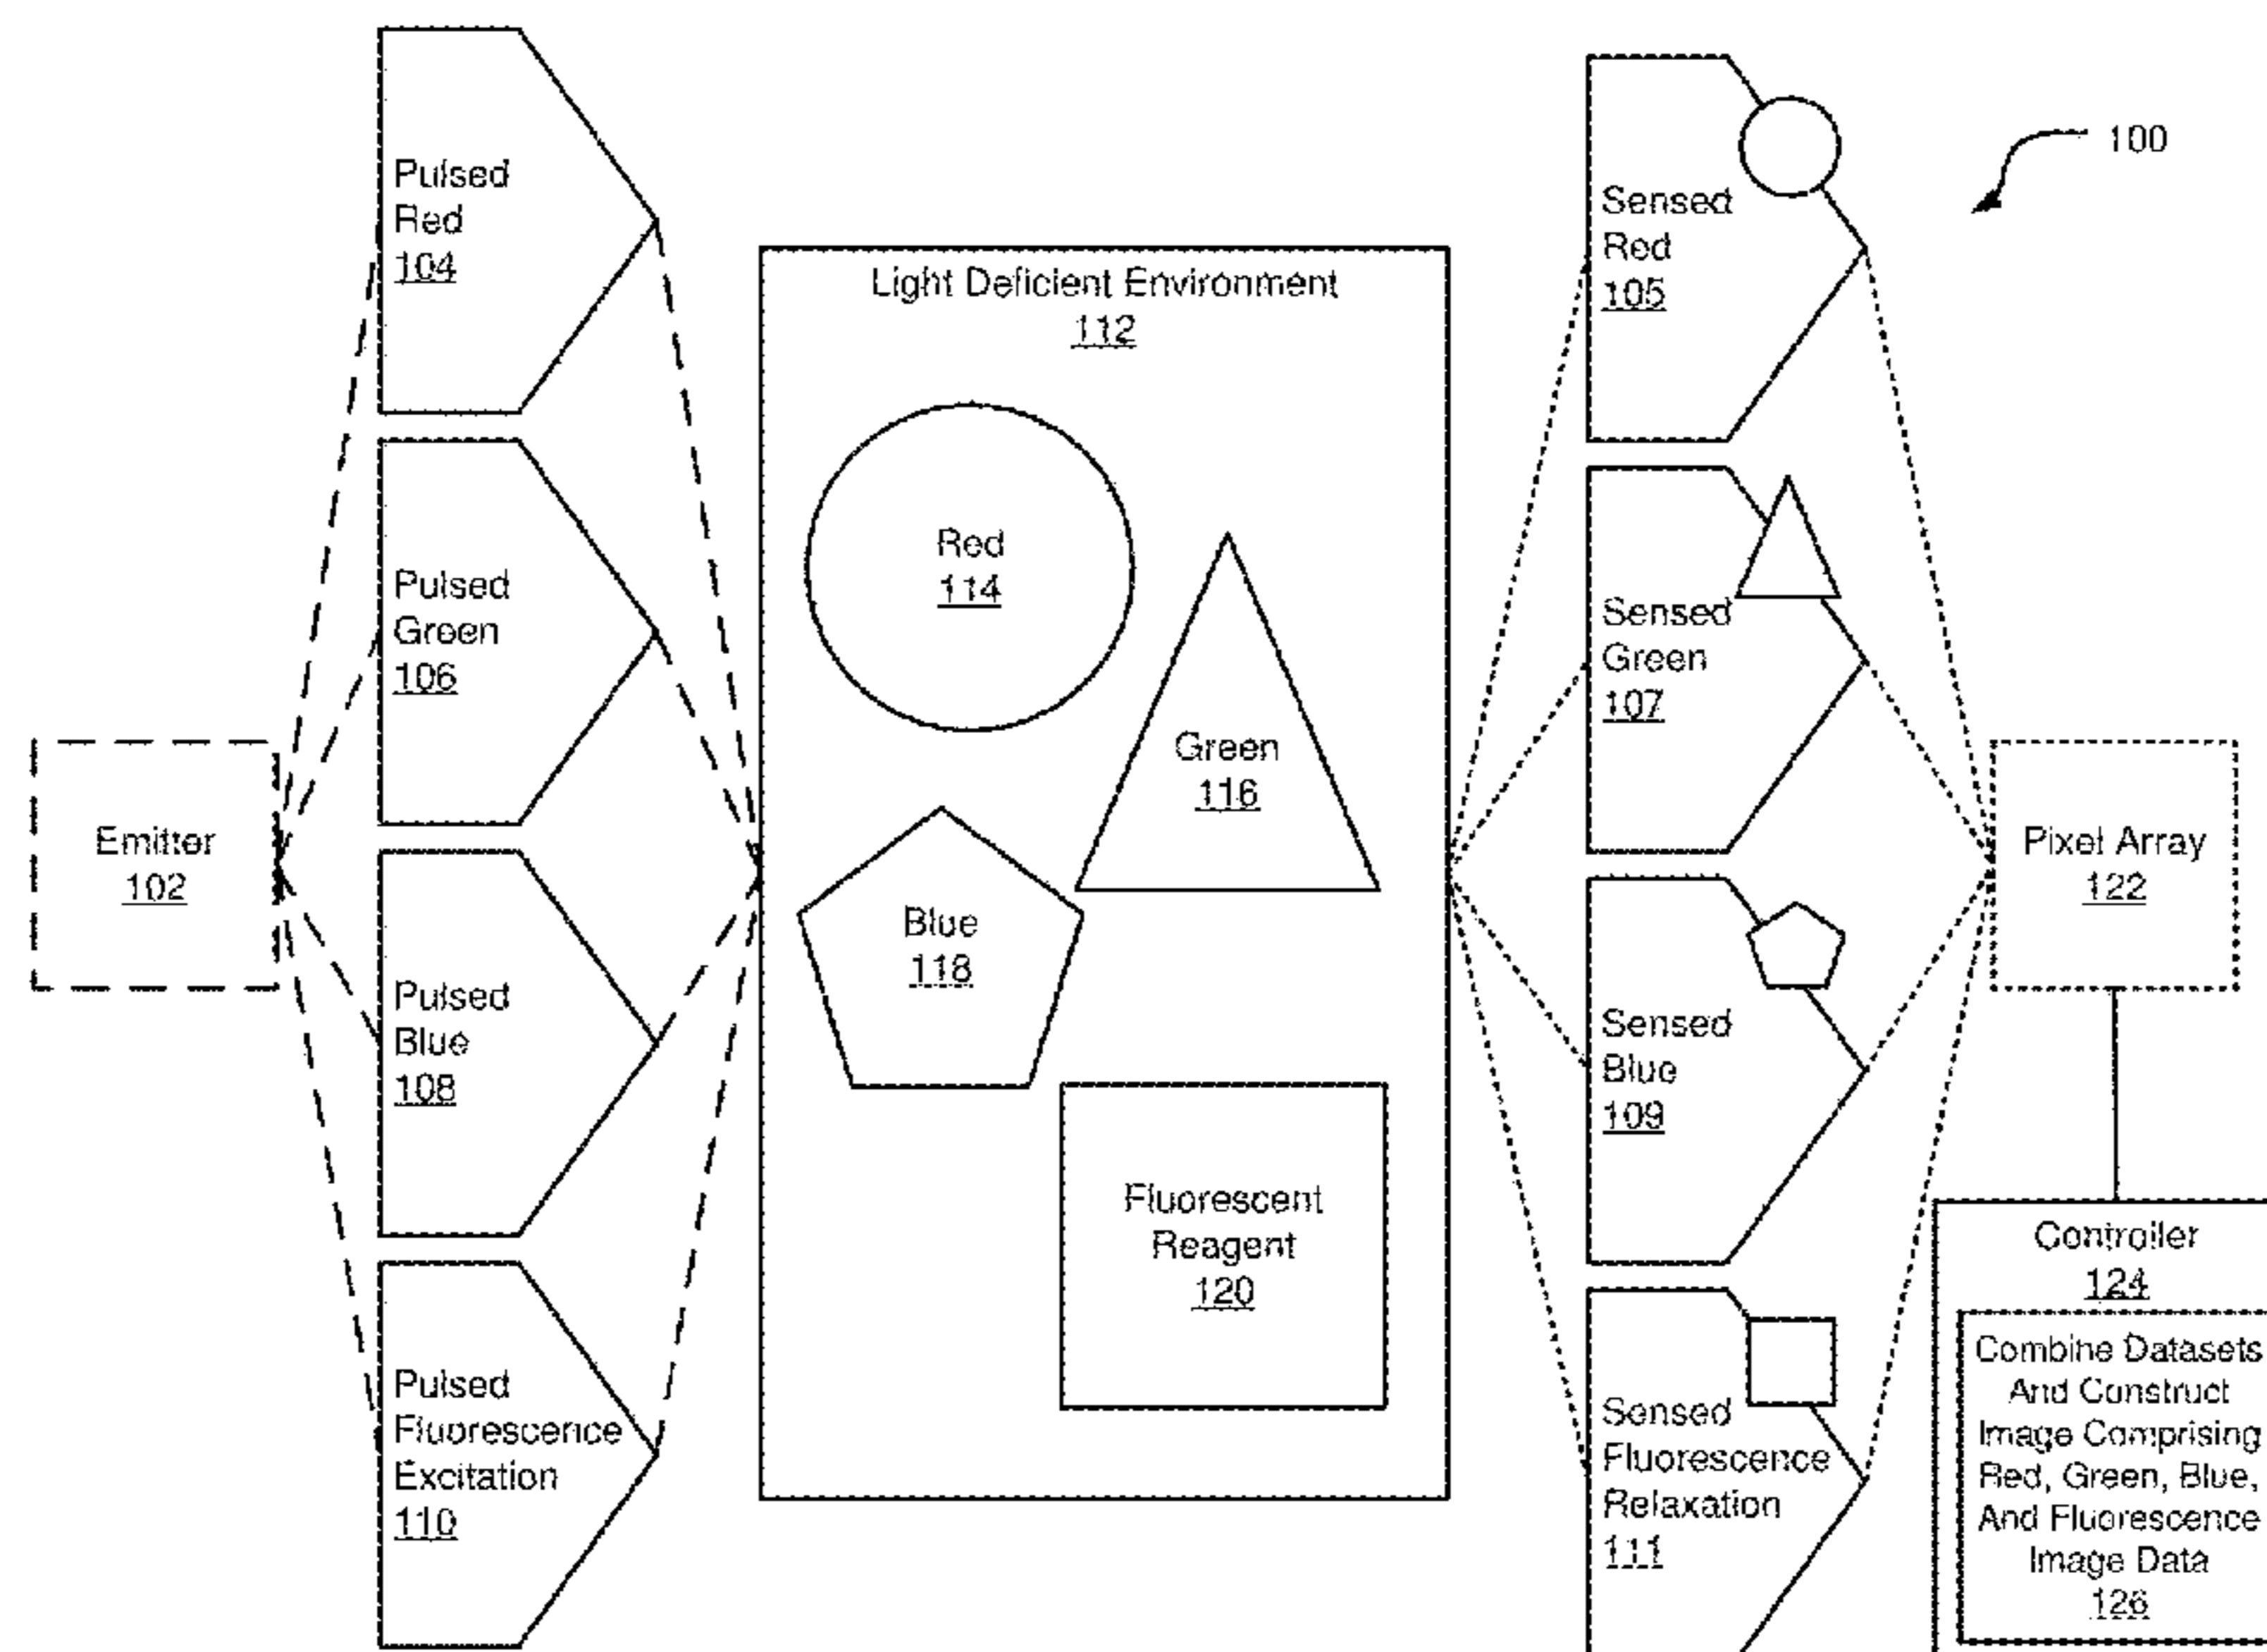 Pulsed
Red
104
Pulsed
Green
106
Emitter
102
Pulsed
Blue
108
Pulsed
Fluorescence
Excitation
110
Light Deficient Environment
112
Red
114
Green
116
Blue
118
Fluorescent
Reagent
120
Sensed
Red
105
100
Sensed
Green
107
Pixel Array
122
Sensed
Blue
109
Sensed
Fluorescence
Relaxation
111
Controller
124
Combine Datasets
And Construct
Image Comprising
Red, Green, Blue,
And Fluorescence
Image Data
126